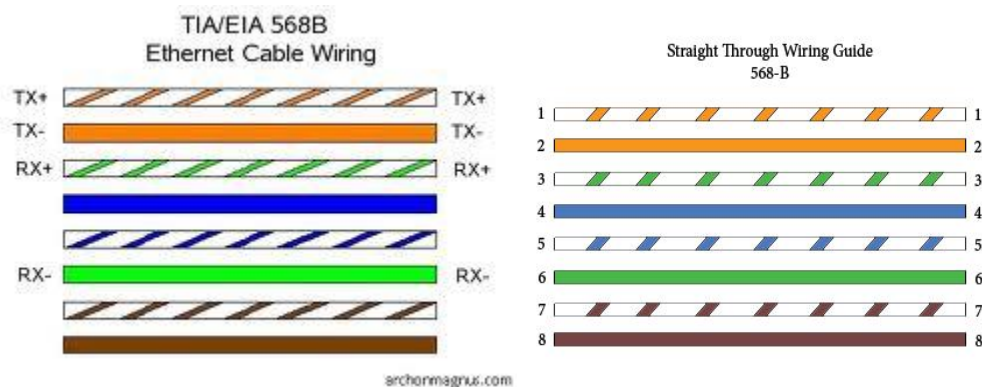 TIA/EIA 568B
Ethernet Cable Wiring
TX+ TX+
TX- TX-
RX+ RX+
RX- RX-
archonmagnus.com
Straight Through Wiring Guide
568-B
1 1
2 2
3 3
4 4
5 5
6 6
7 7
8 8